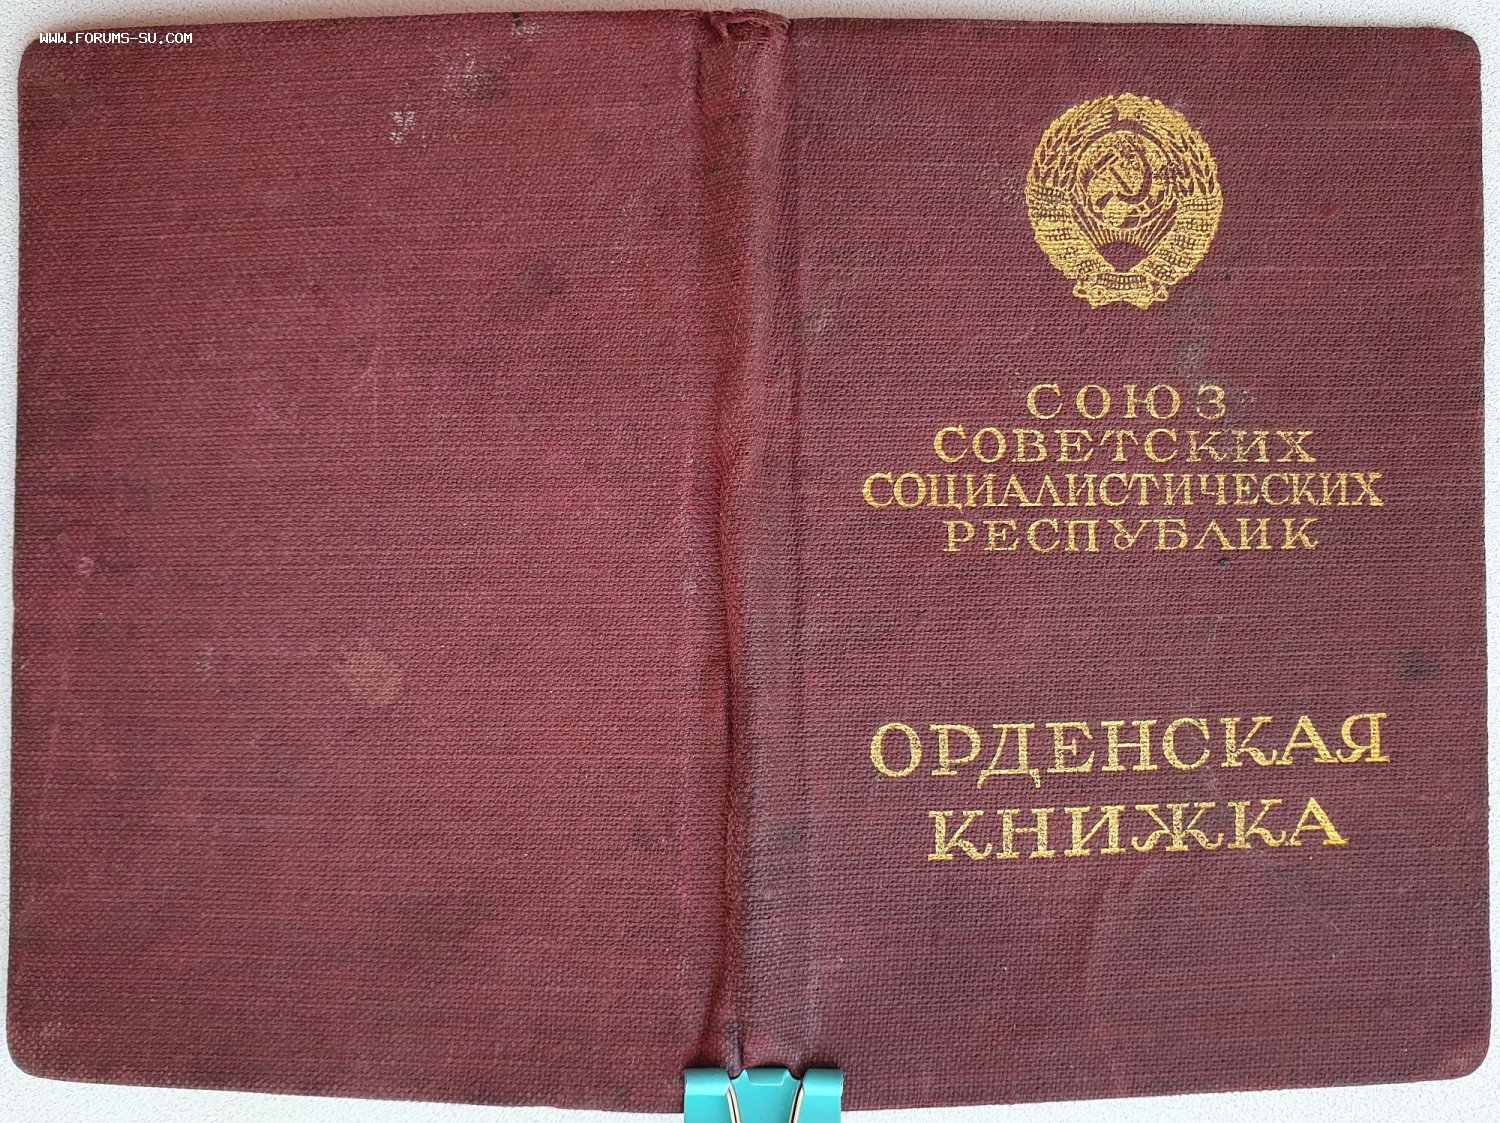 WWW.FORUMS-SU.COM
СОЮЗ
СОВЕТСКИХ
СОЦИАЛИСТИЧЕСКИХ
РЕСПУБЛИК
ОРДЕНСКАЯ
КНИЖКА